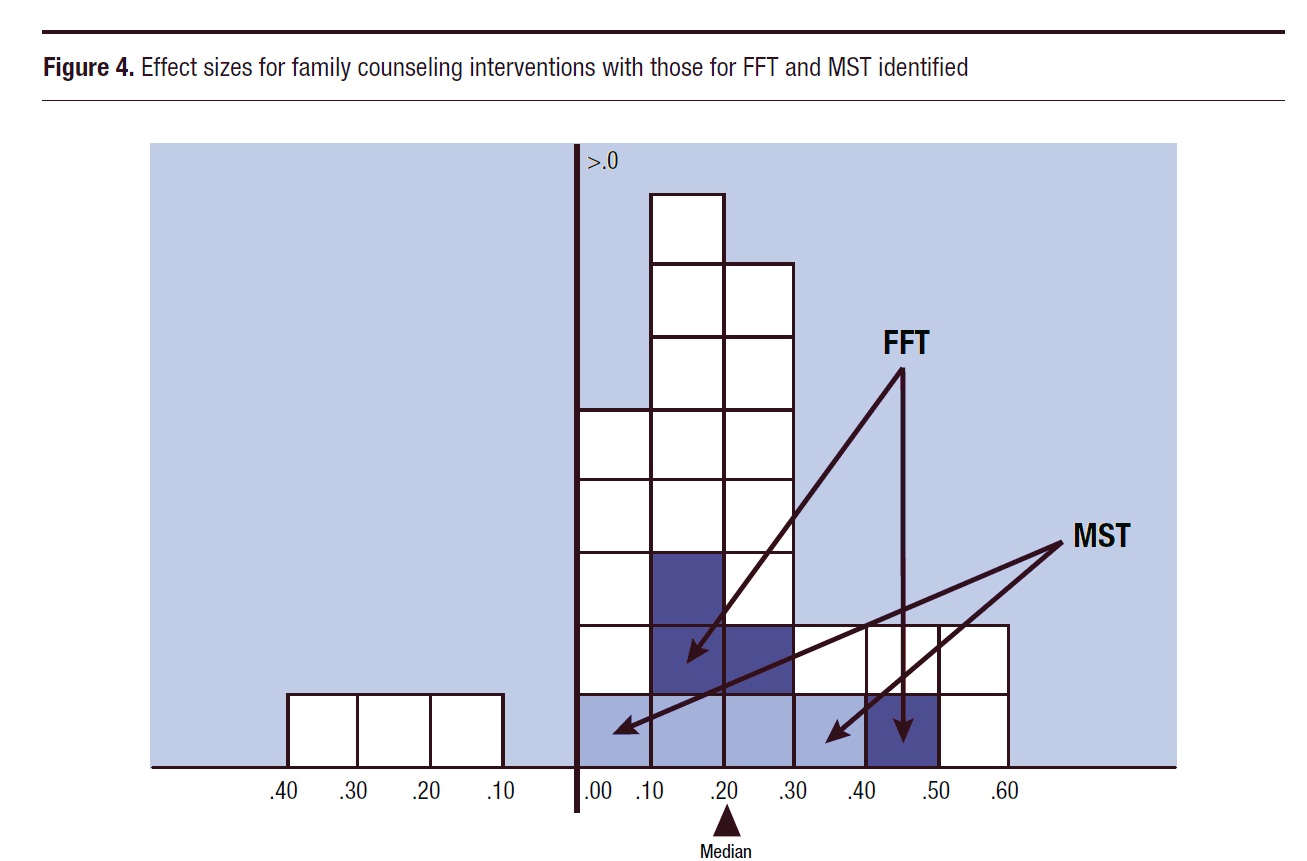 Figure 4. Effect sizes for family counseling interventions with those for FFT and MST identified
>.0
FFT
MST
.40 .30 .20 .10 .00 .10 .20 .30 .40 .50 .60
Median